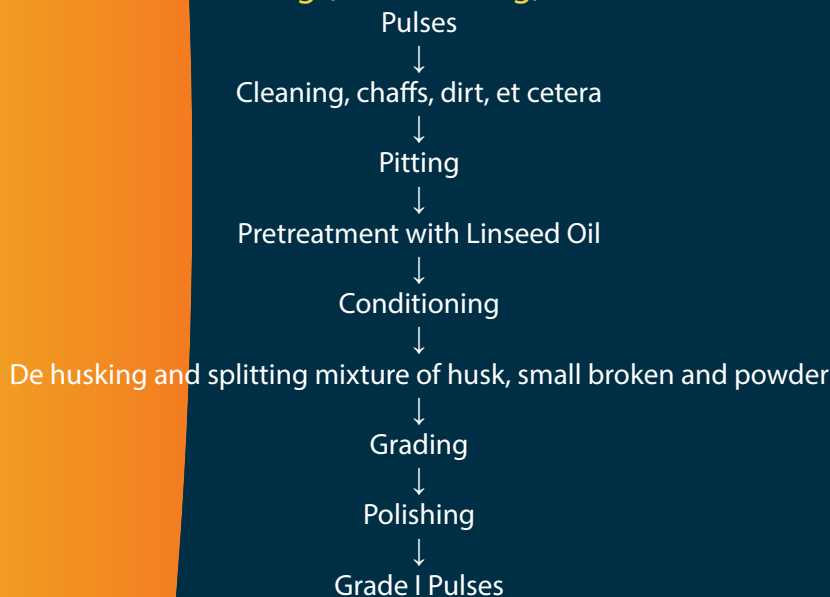 Pulses
↓
Cleaning, chaffs, dirt, et cetera
↓
Pitting
↓
Pretreatment with Linseed Oil
↓
Conditioning
↓
De husking and splitting mixture of husk, small broken and powder
↓
Grading
↓
Polishing
↓
Grade I Pulses